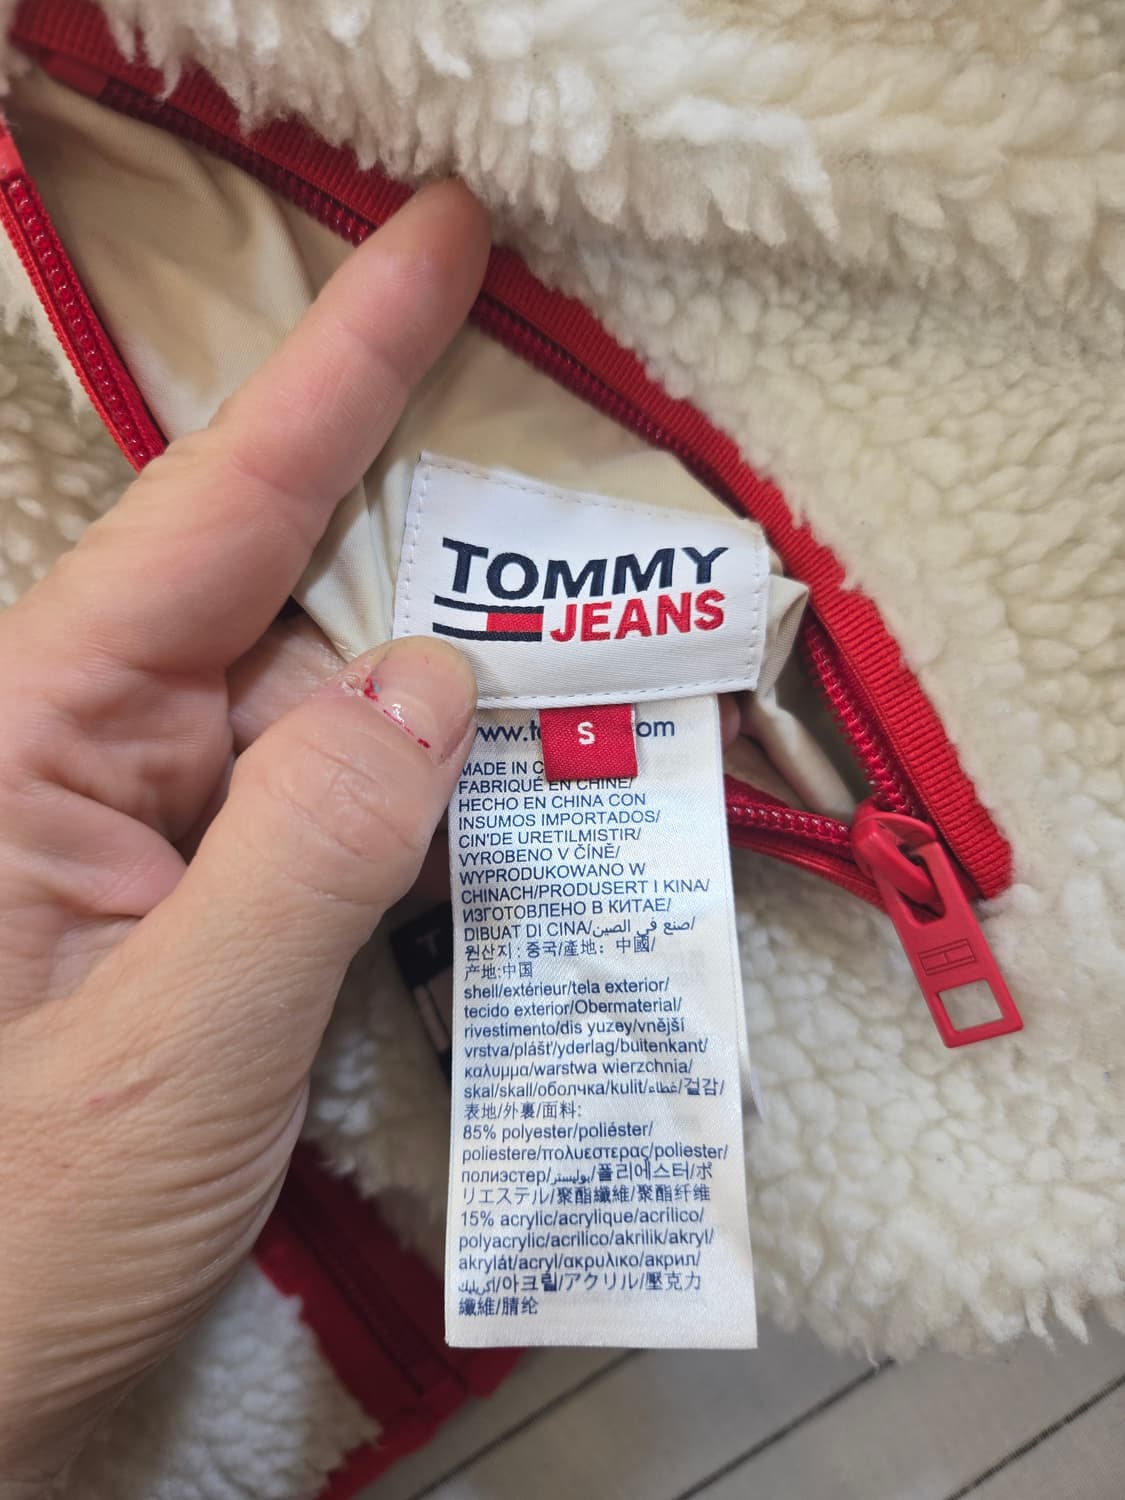 TOMMY
JEANS
S
MADE IN C
FABRIQUÉ EN CHINE/
HECHO EN CHINA CON
INSUMOS IMPORTADOS/
CIN'DE URETILMISTIR/
VYROBENO V ČÍNĚ/
WYPRODUKOWANO W
CHINACH/PRODUSERT I KINA/
ИЗГОТОВЛЕНО В КИТАЕ/
DIBUAT DI CINA/صنع في الصين/
원산지: 중국/產地: 中國/
产地:中国
shell/extérieur/tela exterior/
tecido exterior/Obermaterial/
rivestimento/dis yuzey/vnější
vrstva/plášť/yderlag/buitenkant/
καλυμμα/warstwa wierzchnia/
skal/skall/оболчка/kulit/غطاء/겉감/
表地/外裏/面料:
85% polyester/poliéster/
poliestere/πολυεστερας/poliester/
полиэстер/بوليستر/폴리에스터/ポ
リエステル/聚酯纖維/聚酯纤维
15% acrylic/acrylique/acrílico/
polyacrylic/acrilico/akrilik/akryl/
akrylát/acryl/ακρυλικο/акрил/
اكريليك/아크릴/アクリル/壓克力
纖維/腈纶